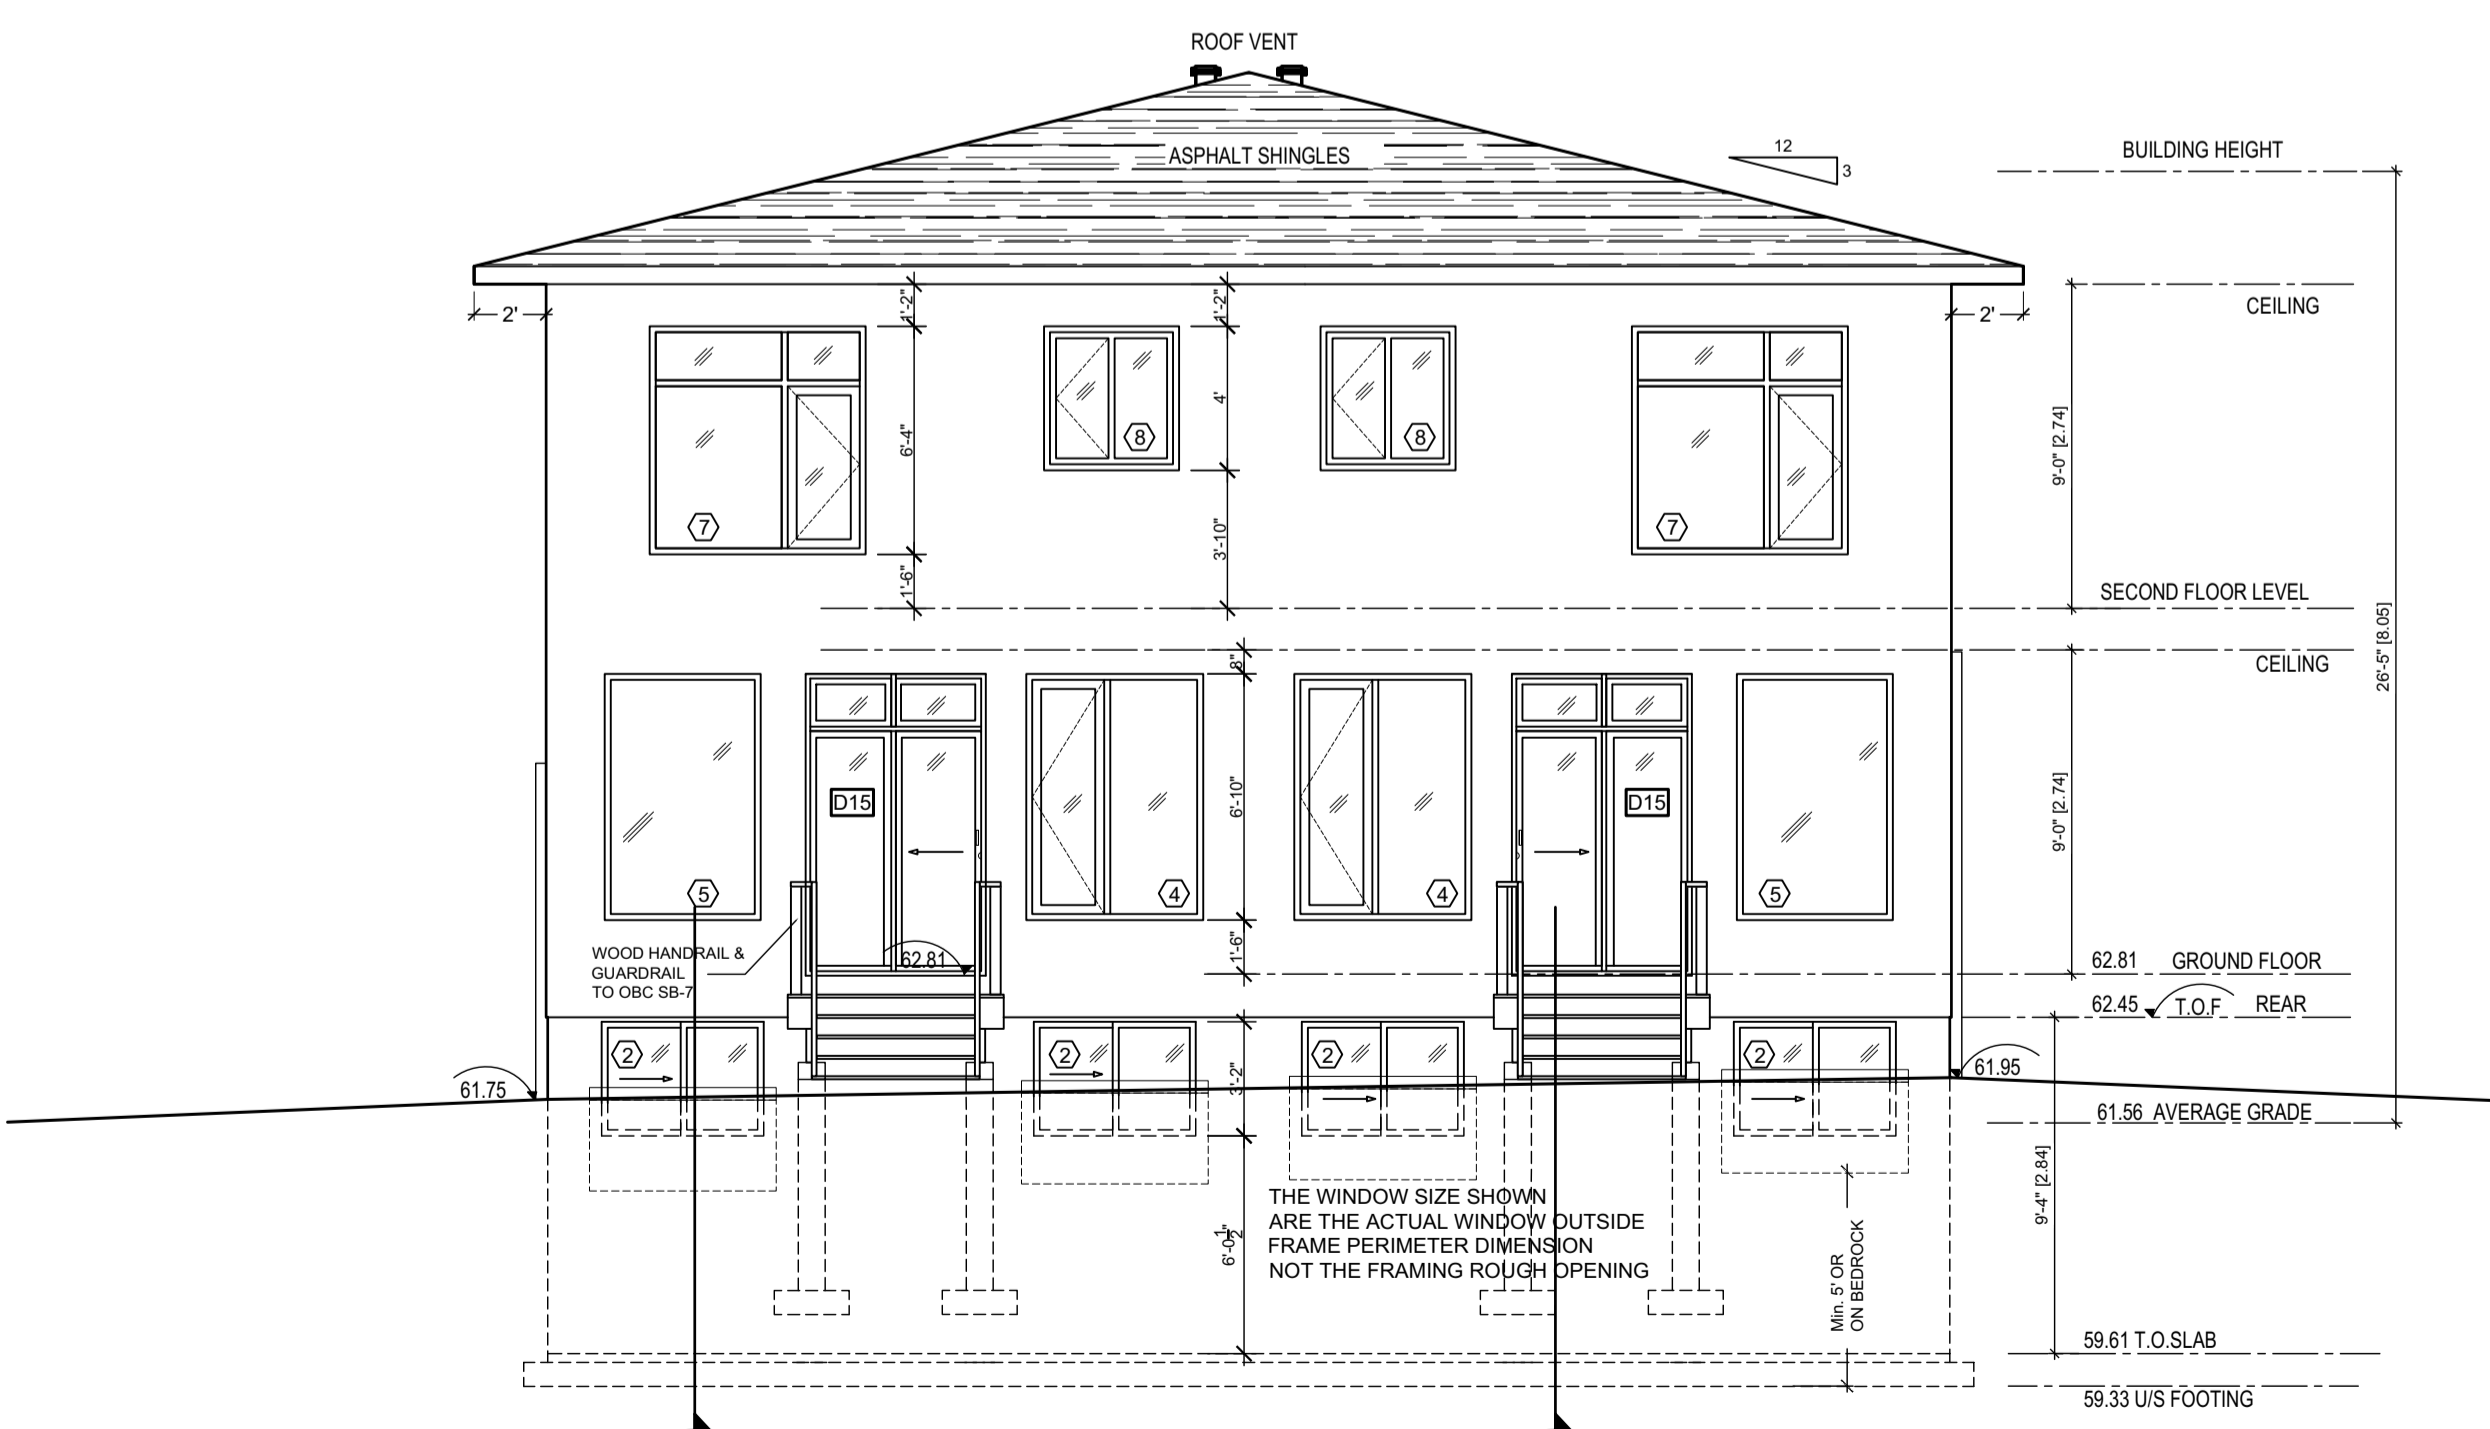 ROOF VENT
ASPHALT SHINGLES
12
3
BUILDING HEIGHT
2'
1'-2"
1'-2"
2'
CEILING
6'-4"
4'
8
8
9'-0" [2.74]
7
3'-10"
7
1'-6"
SECOND FLOOR LEVEL
26'-5" [8.05]
8"
CEILING
D15
6'-10"
D15
9'-0" [2.74]
5
4
4
5
WOOD HANDRAIL &
GUARDRAIL
TO OBC SB-7
62.81
1'-6"
62.81 GROUND FLOOR
62.45 T.O.F REAR
2
2
2
2
61.75
3'-2"
61.95
61.56 AVERAGE GRADE
9'-4" [2.84]
THE WINDOW SIZE SHOWN
ARE THE ACTUAL WINDOW OUTSIDE
FRAME PERIMETER DIMENSION
NOT THE FRAMING ROUGH OPENING
6'-0 1/2"
Min. 5' OR
ON BEDROCK
59.61 T.O.SLAB
59.33 U/S FOOTING